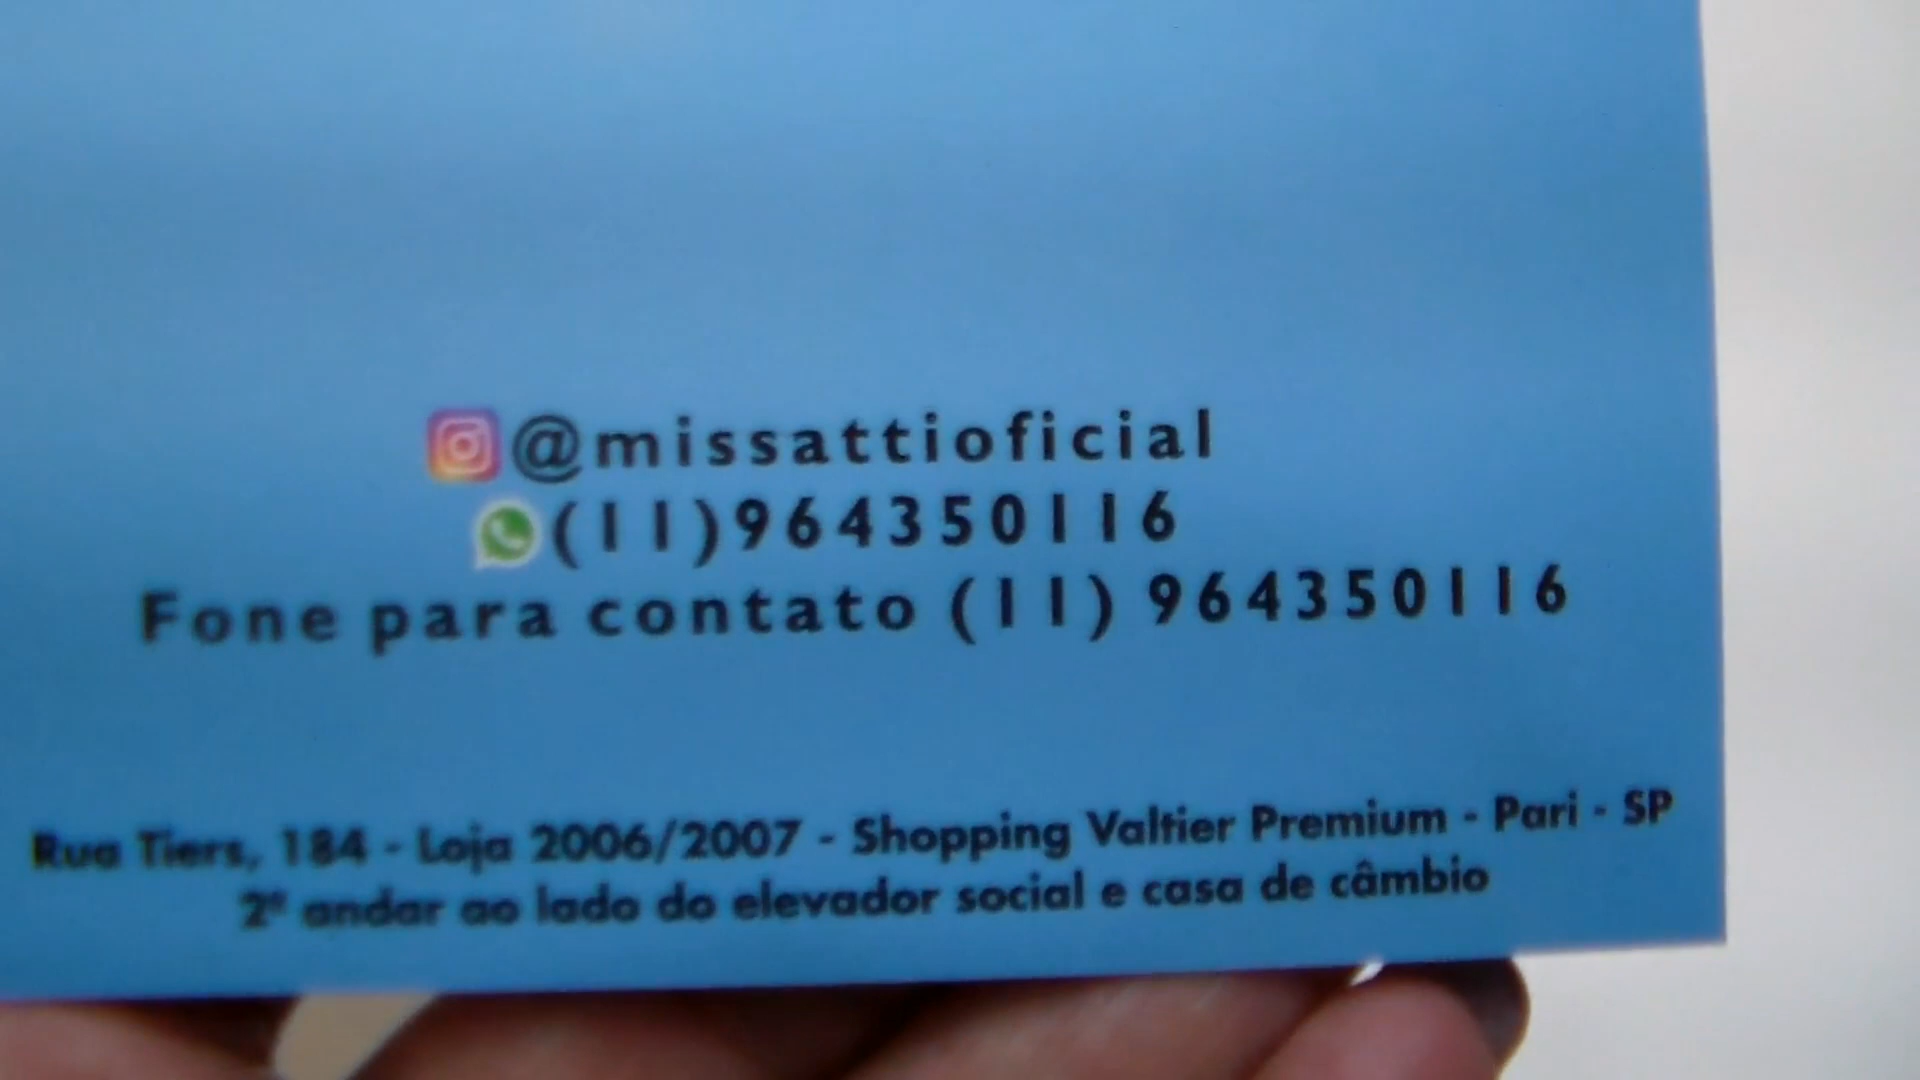 @missattioficial
(11)964350116
Fone para contato (11) 964350116
Rua Tiers, 184 - Loja 2006/2007 - Shopping Valtier Premium - Pari - SP
2º andar ao lado do elevador social e casa de câmbio